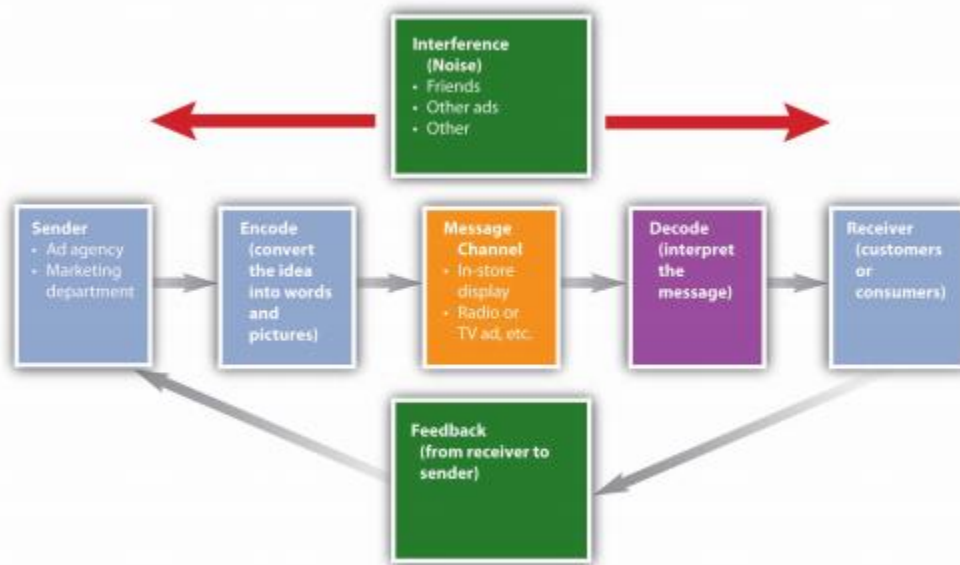 Interference
(Noise)
• Friends
• Other ads
• Other
Sender
• Ad agency
• Marketing
department
Encode
(convert
the idea
into words
and
pictures)
Message
Channel
• In-store
display
• Radio or
TV ad, etc.
Decode
(interpret
the
message)
Receiver
(customers
or
consumers)
Feedback
(from receiver to
sender)